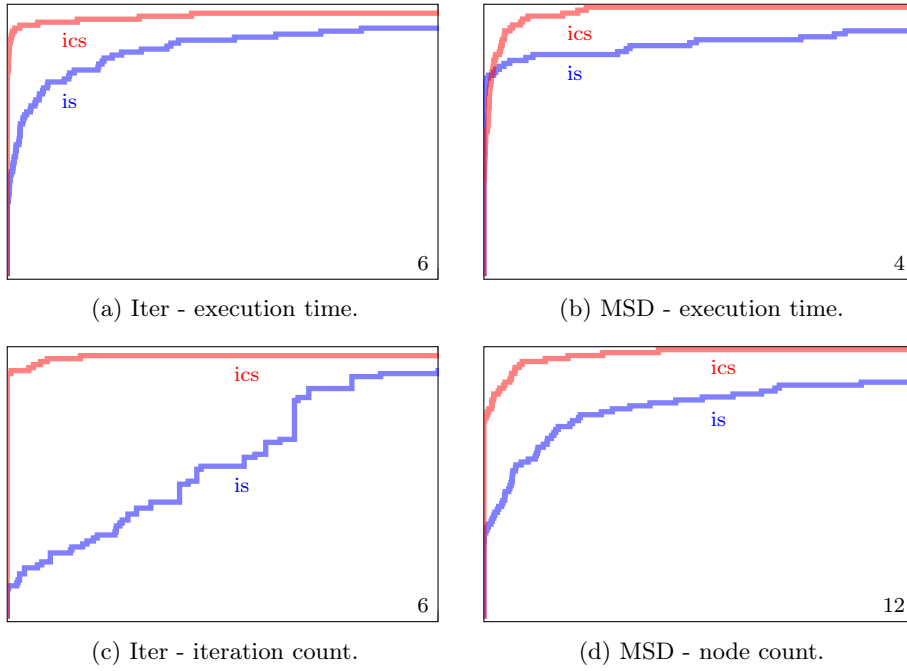 ics
is
6
(a) Iter - execution time.
ics
is
4
(b) MSD - execution time.
ics
is
6
(c) Iter - iteration count.
ics
is
12
(d) MSD - node count.